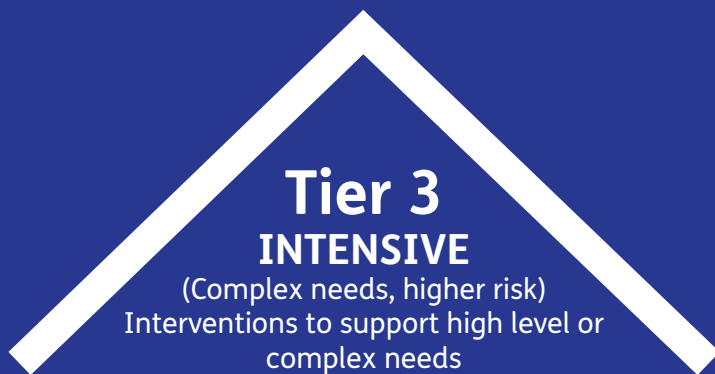 Tier 3
INTENSIVE
(Complex needs, higher risk)
Interventions to support high level or
complex needs